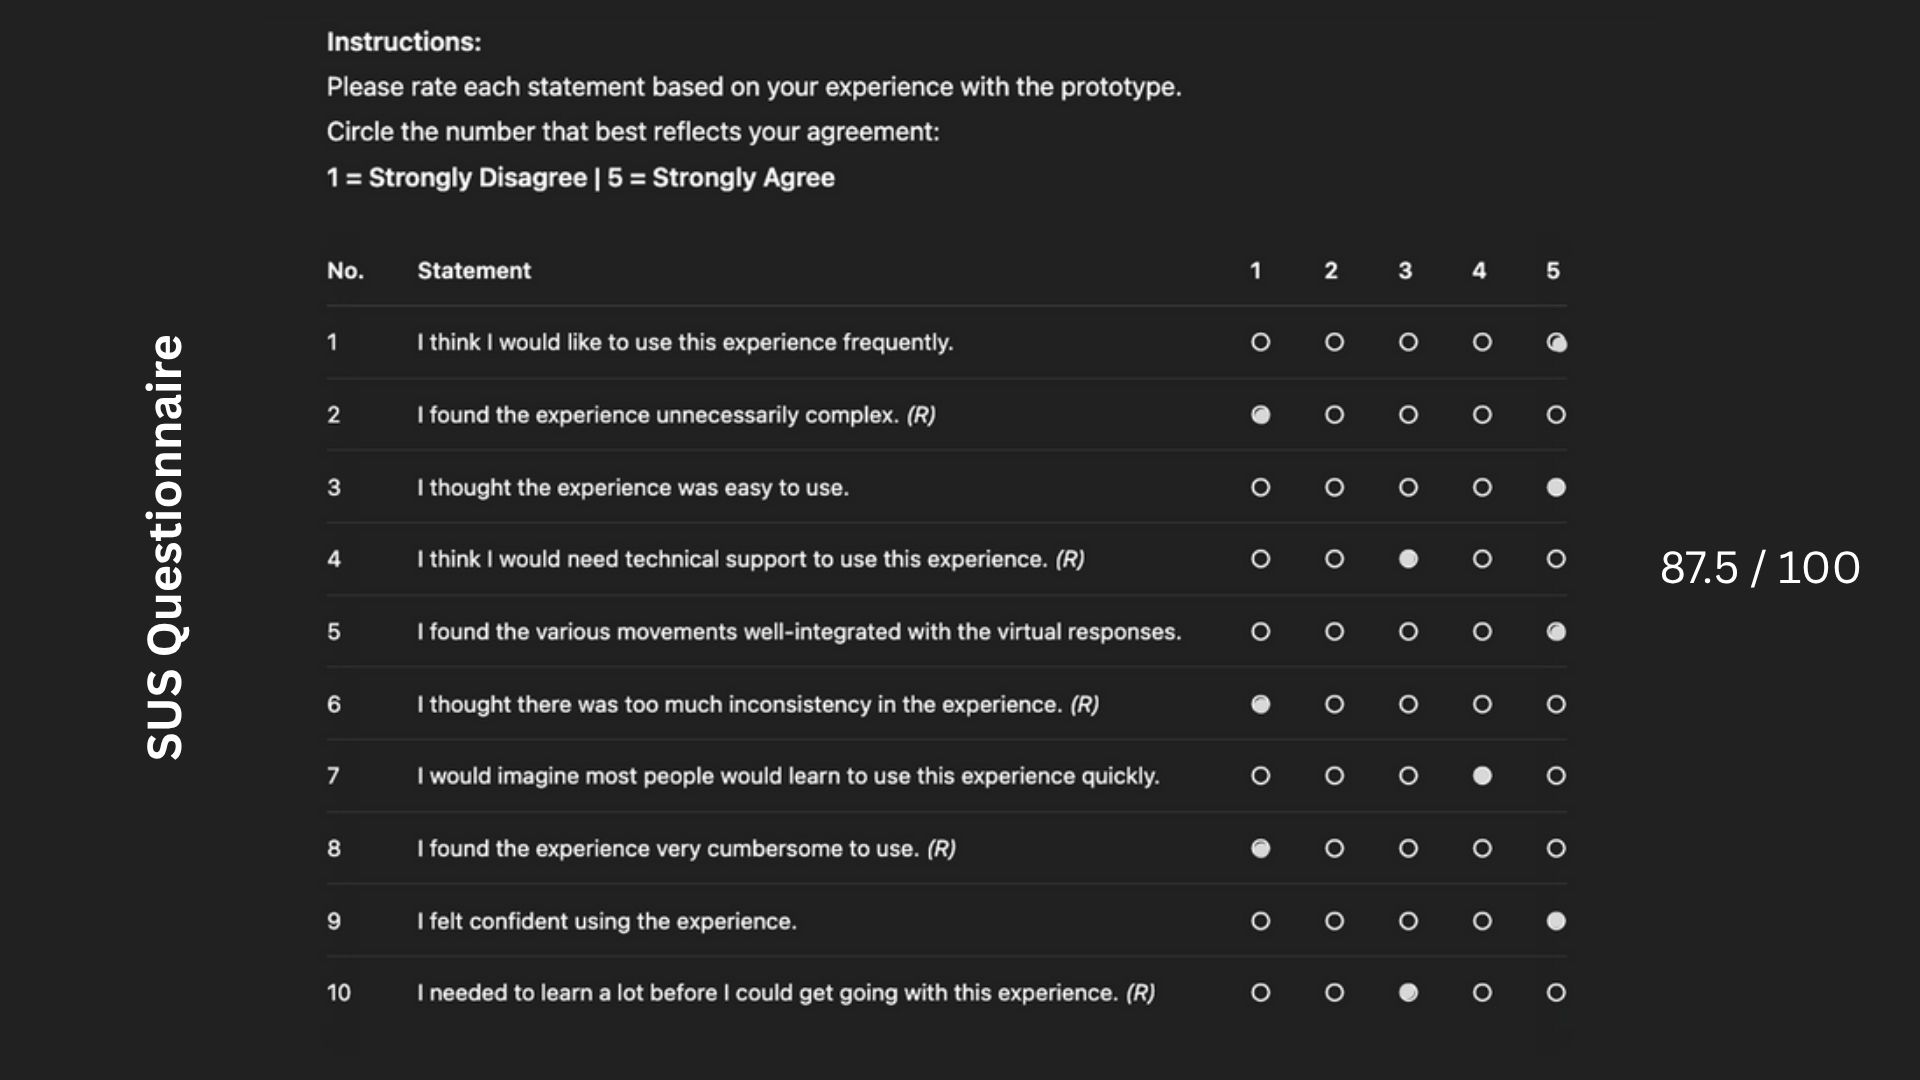 SUS Questionnaire
Instructions:
Please rate each statement based on your experience with the prototype.
Circle the number that best reflects your agreement:
1 = Strongly Disagree | 5 = Strongly Agree
No. Statement 1 2 3 4 5
1 I think I would like to use this experience frequently.
2 I found the experience unnecessarily complex. (R)
3 I thought the experience was easy to use.
4 I think I would need technical support to use this experience. (R)
5 I found the various movements well-integrated with the virtual responses.
6 I thought there was too much inconsistency in the experience. (R)
7 I would imagine most people would learn to use this experience quickly.
8 I found the experience very cumbersome to use. (R)
9 I felt confident using the experience.
10 I needed to learn a lot before I could get going with this experience. (R)
87.5 / 100